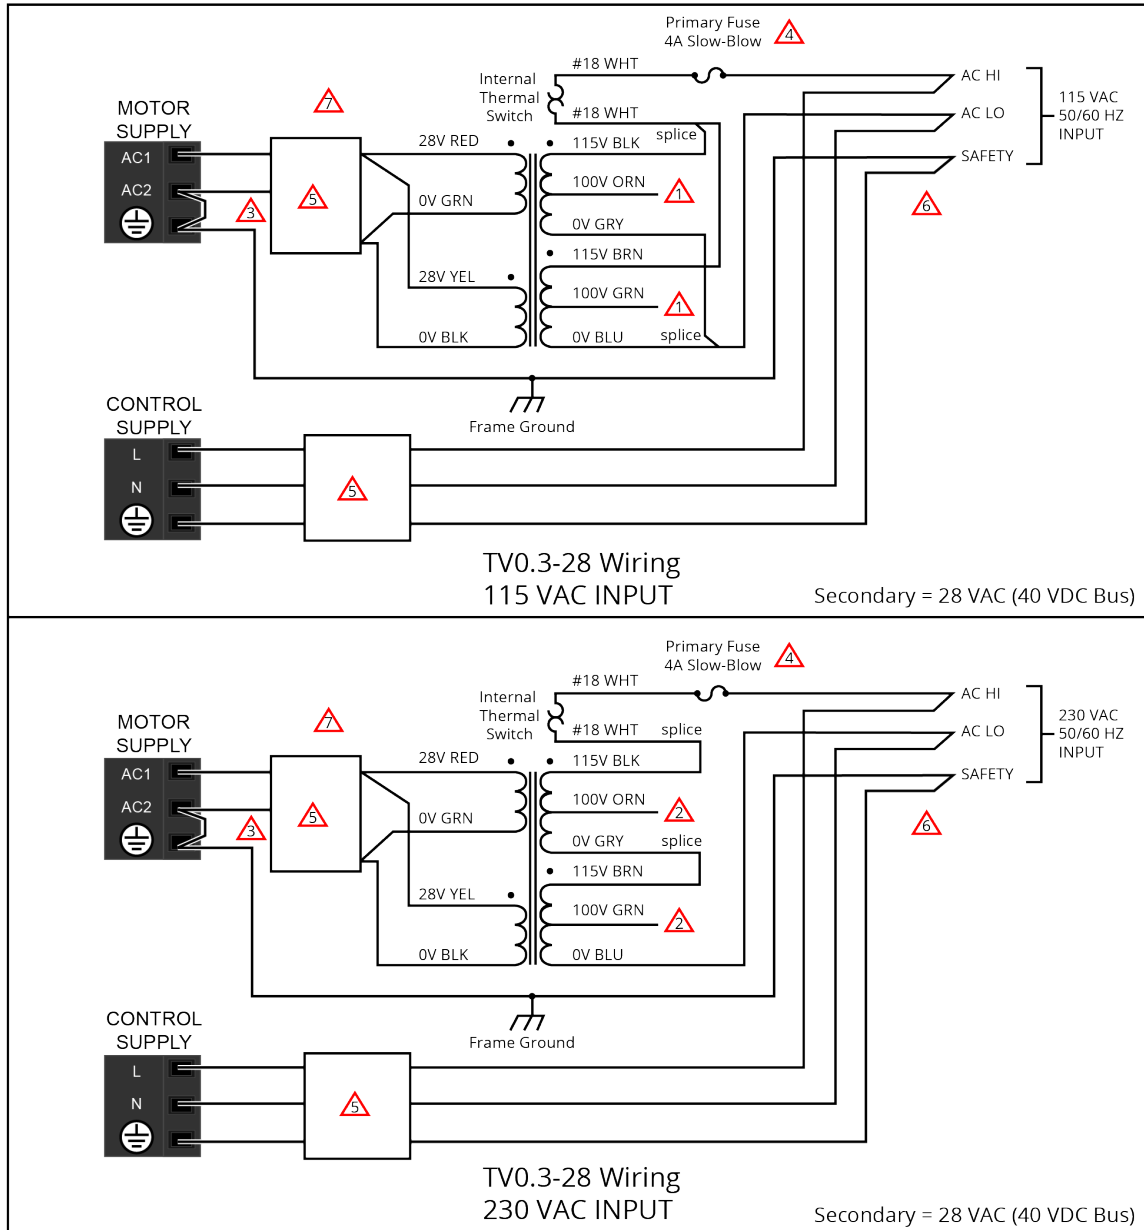 Primary Fuse
4A Slow-Blow
4
#18 WHT
AC HI
Internal
Thermal
Switch
7
115 VAC
50/60 HZ
INPUT
MOTOR
SUPPLY
#18 WHT
AC LO
splice
28V RED
115V BLK
AC1
SAFETY
100V ORN
1
AC2
5
0V GRN
3
6
0V GRY
115V BRN
28V YEL
100V GRN
1
0V BLK
0V BLU
splice
CONTROL
SUPPLY
Frame Ground
L
N
5
TV0.3-28 Wiring
115 VAC INPUT
Secondary = 28 VAC (40 VDC Bus)
Primary Fuse
4A Slow-Blow
4
#18 WHT
AC HI
Internal
Thermal
Switch
7
230 VAC
50/60 HZ
INPUT
MOTOR
SUPPLY
#18 WHT
splice
AC LO
28V RED
115V BLK
AC1
SAFETY
100V ORN
2
AC2
5
0V GRN
3
6
0V GRY
splice
115V BRN
28V YEL
100V GRN
2
0V BLK
0V BLU
CONTROL
SUPPLY
Frame Ground
L
N
5
TV0.3-28 Wiring
230 VAC INPUT
Secondary = 28 VAC (40 VDC Bus)